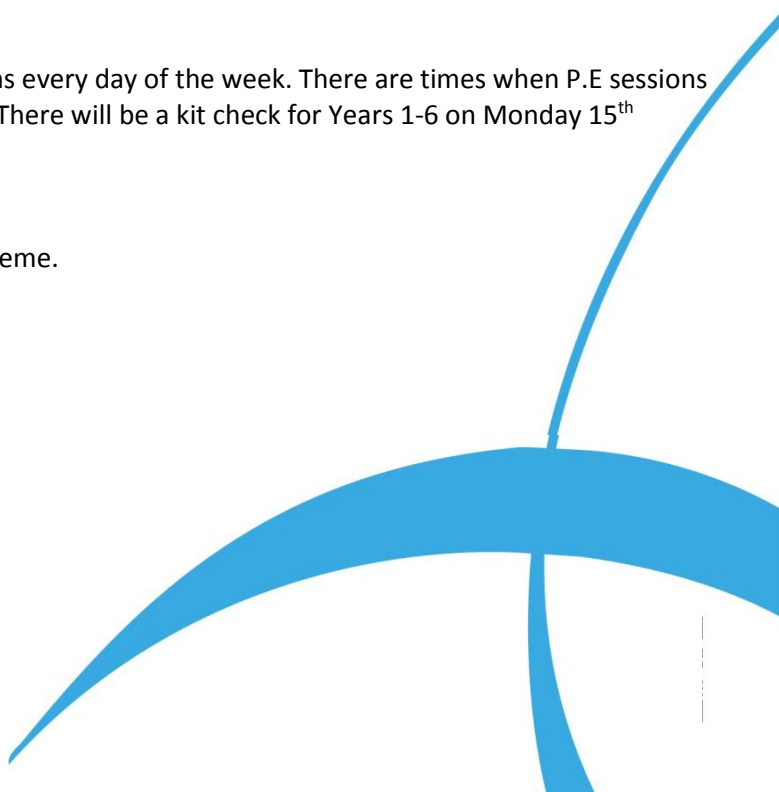 s every day of the week. There are times when P.E sessions
There will be a kit check for Years 1-6 on Monday 15th
eme.